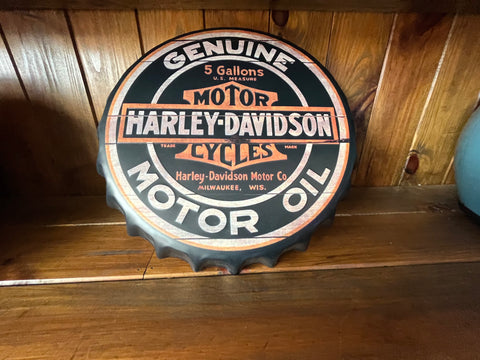 GENUINE
5 Gallons
U.S. MEASURE
MOTOR
HARLEY-DAVIDSON
TRADE MARK
CYCLES
Harley-Davidson Motor Co.
MILWAUKEE, WIS.
MOTOR OIL